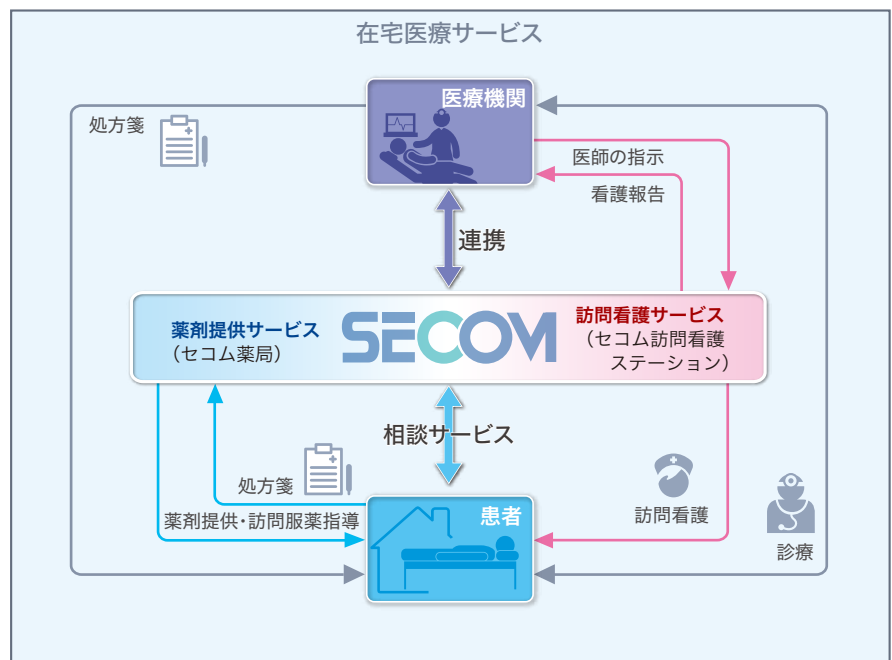 在宅医療サービス
医療機関
処方箋
医師の指示
看護報告
連携
薬剤提供サービス
（セコム薬局）
SECOM
訪問看護サービス
（セコム訪問看護
ステーション）
相談サービス
処方箋
薬剤提供・訪問服薬指導
患者
訪問看護
診療